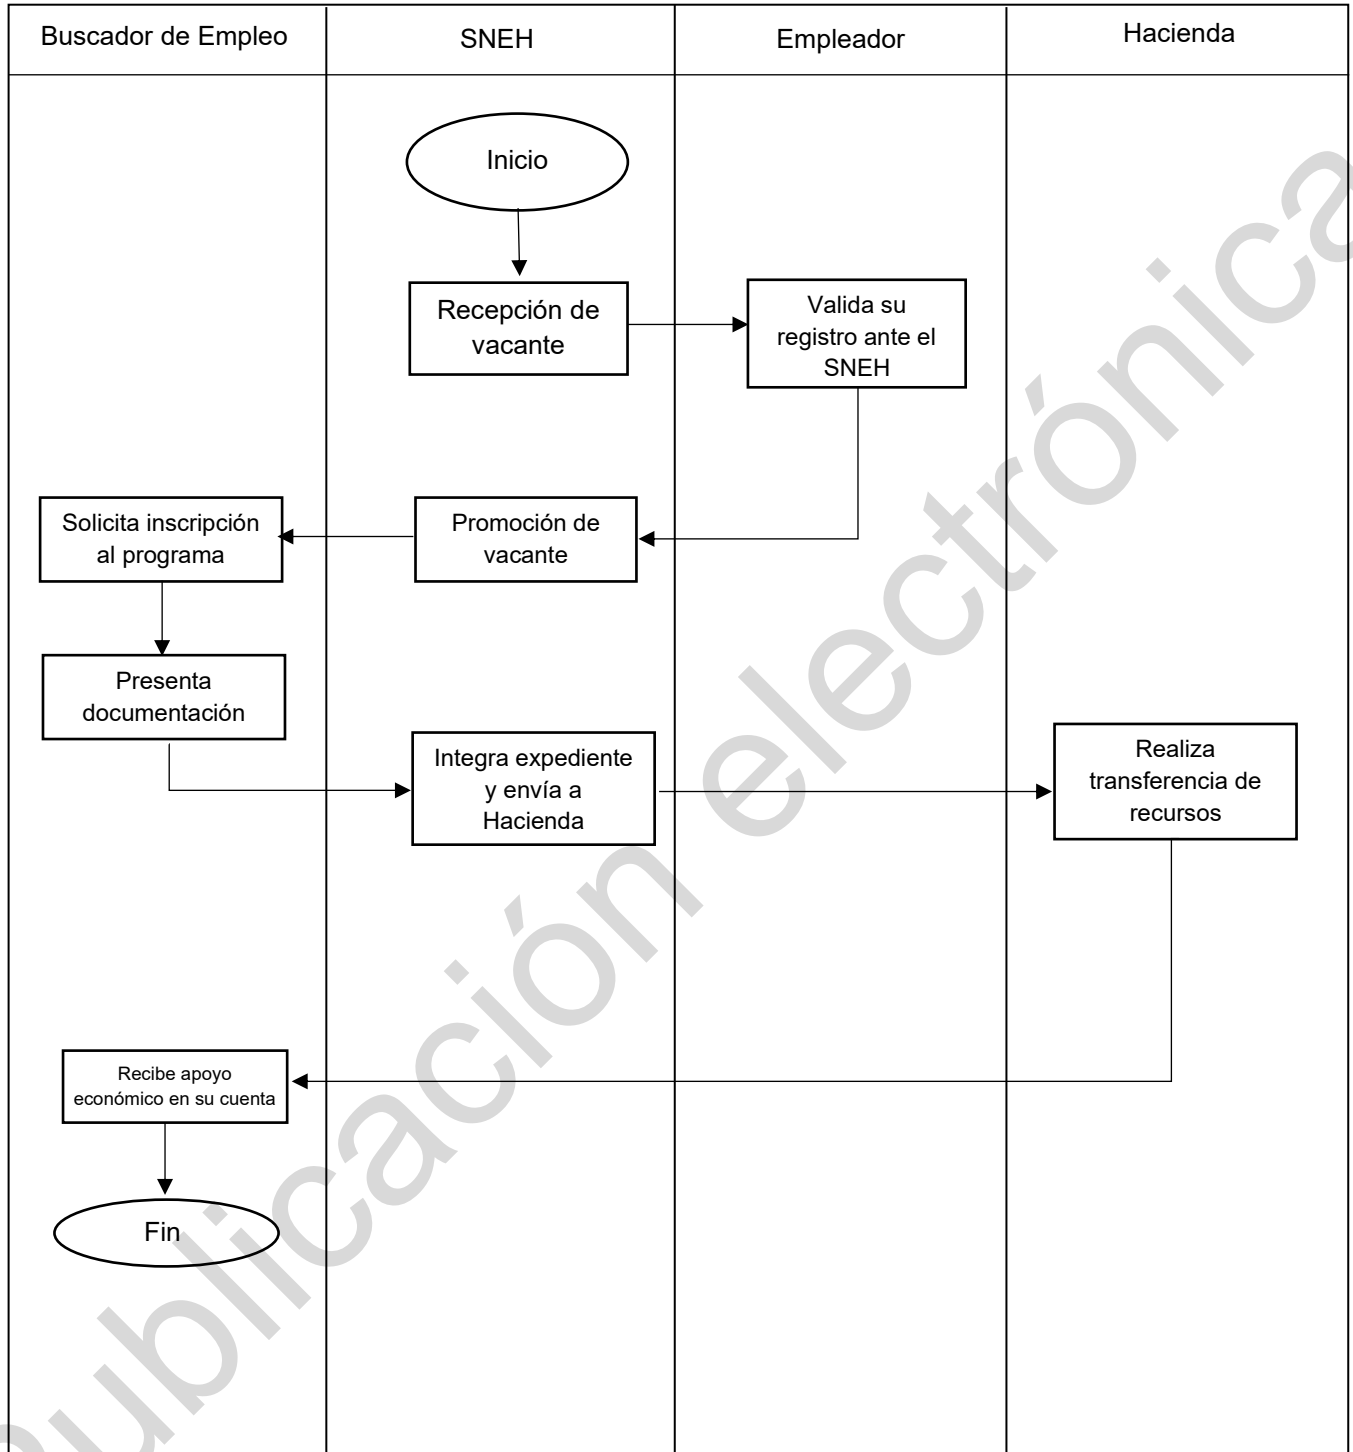 Buscador de Empleo
SNEH
Empleador
Hacienda
Inicio
Recepción de
vacante
Valida su
registro ante el
SNEH
Solicita inscripción
al programa
Promoción de
vacante
Presenta
documentación
Integra expediente
y envía a
Hacienda
Realiza
transferencia de
recursos
Recibe apoyo
económico en su cuenta
Fin
Publicación electrónica